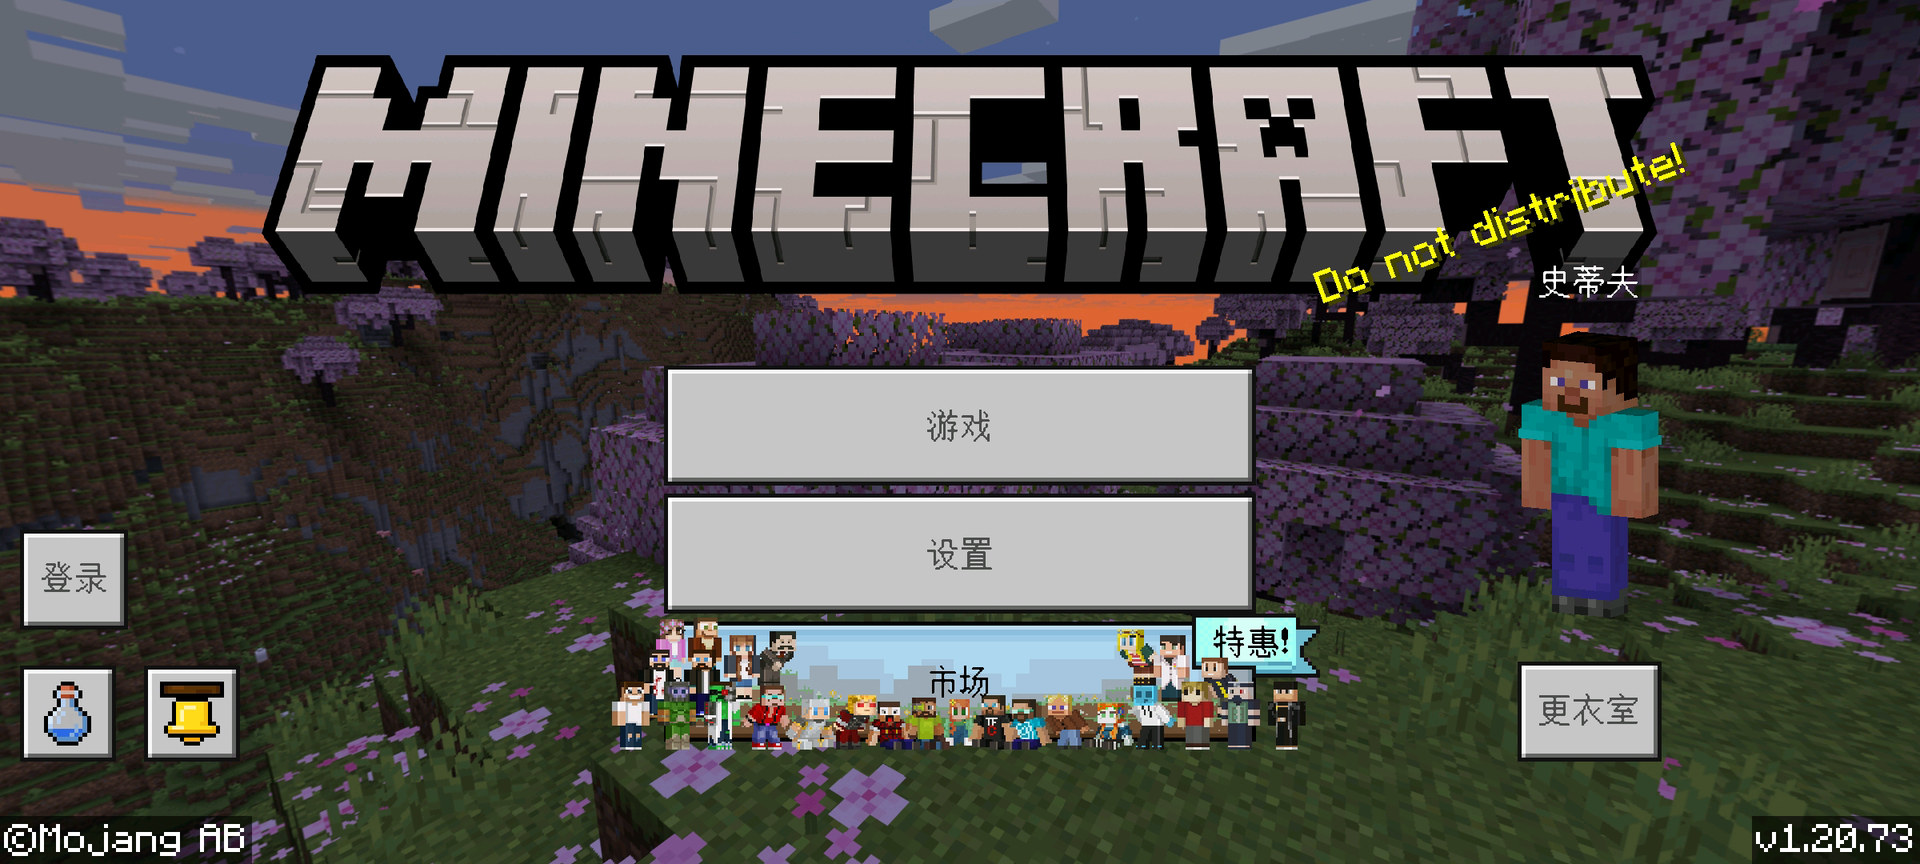 MINECRAFT
Do not distribute!
史蒂夫
游戏
设置
登录
特惠!
市场
更衣室
©Mojang AB
v1.20.73